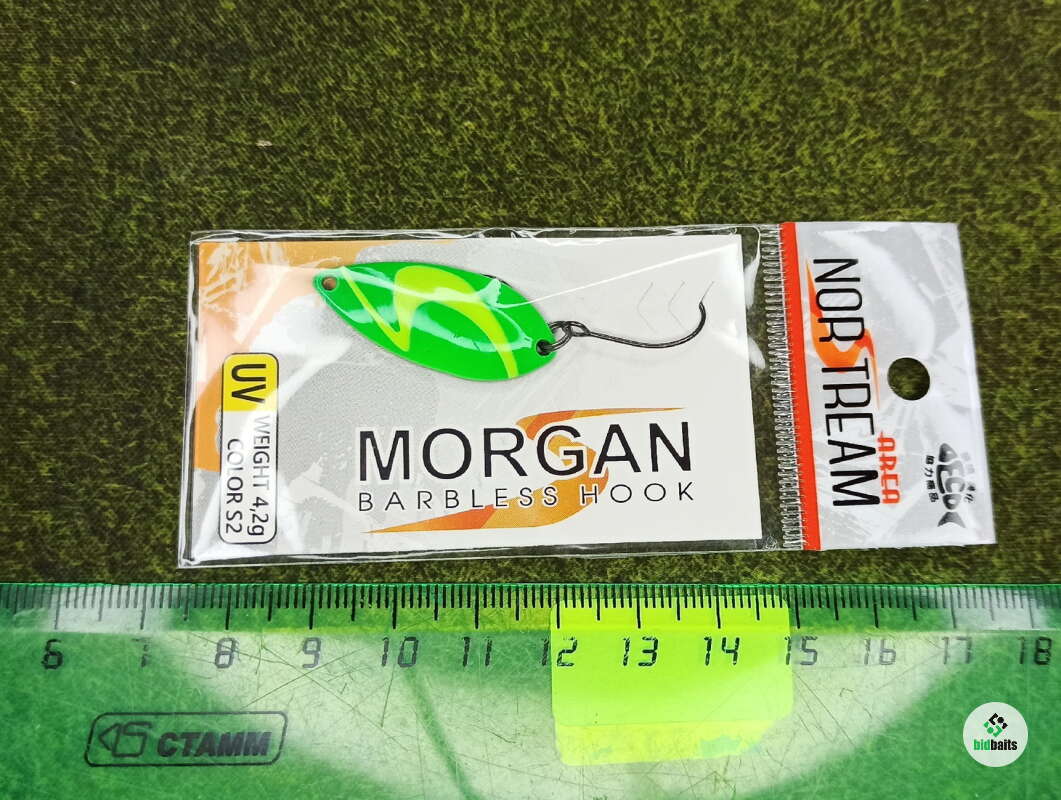 UV
WEIGHT 4,2g
COLOR S2
MORGAN
BARBLESS HOOK
NORSTREAM
AREA
6 7 8 9 10 11 12 13 14 15 16 17 18
СТАММ
bidbaits